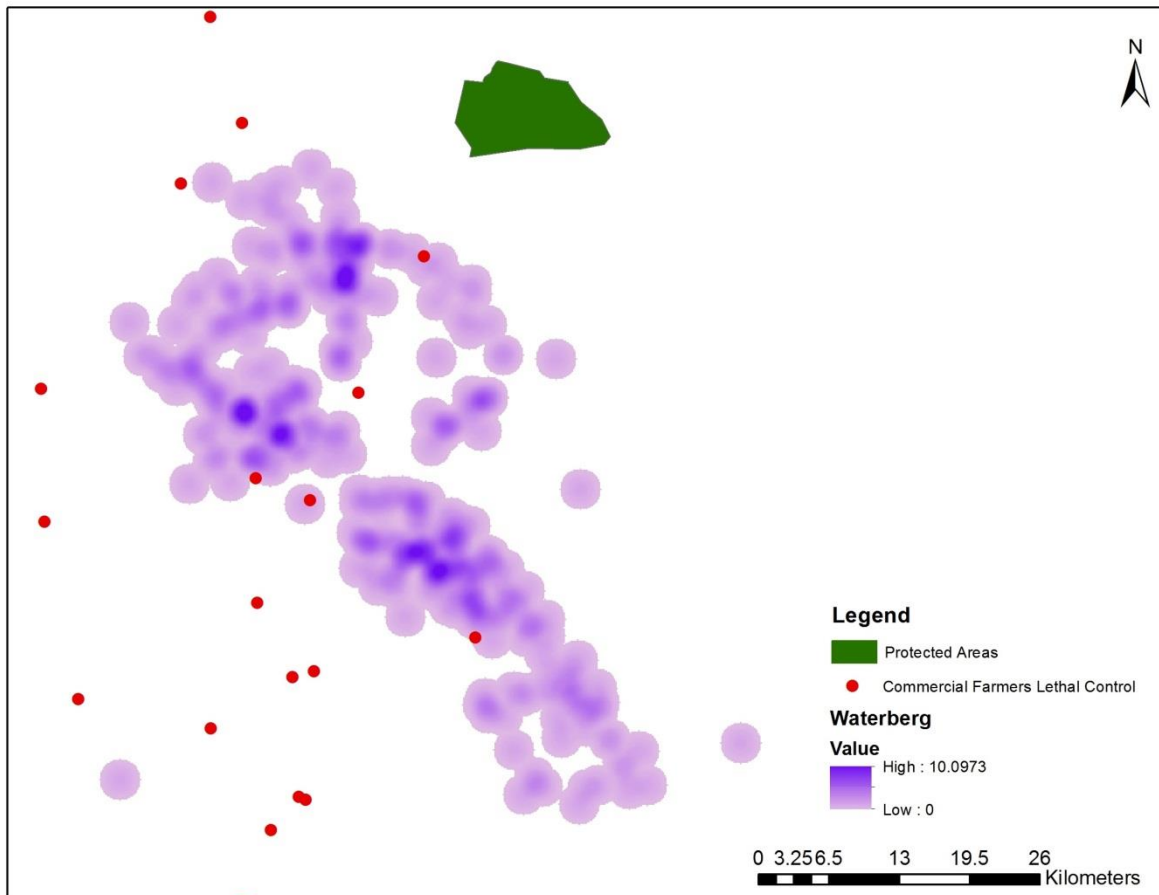 N
Legend
Protected Areas
Commercial Farmers Lethal Control
Waterberg
Value
High : 10.0973
Low : 0
0 3.25 6.5 13 19.5 26
Kilometers